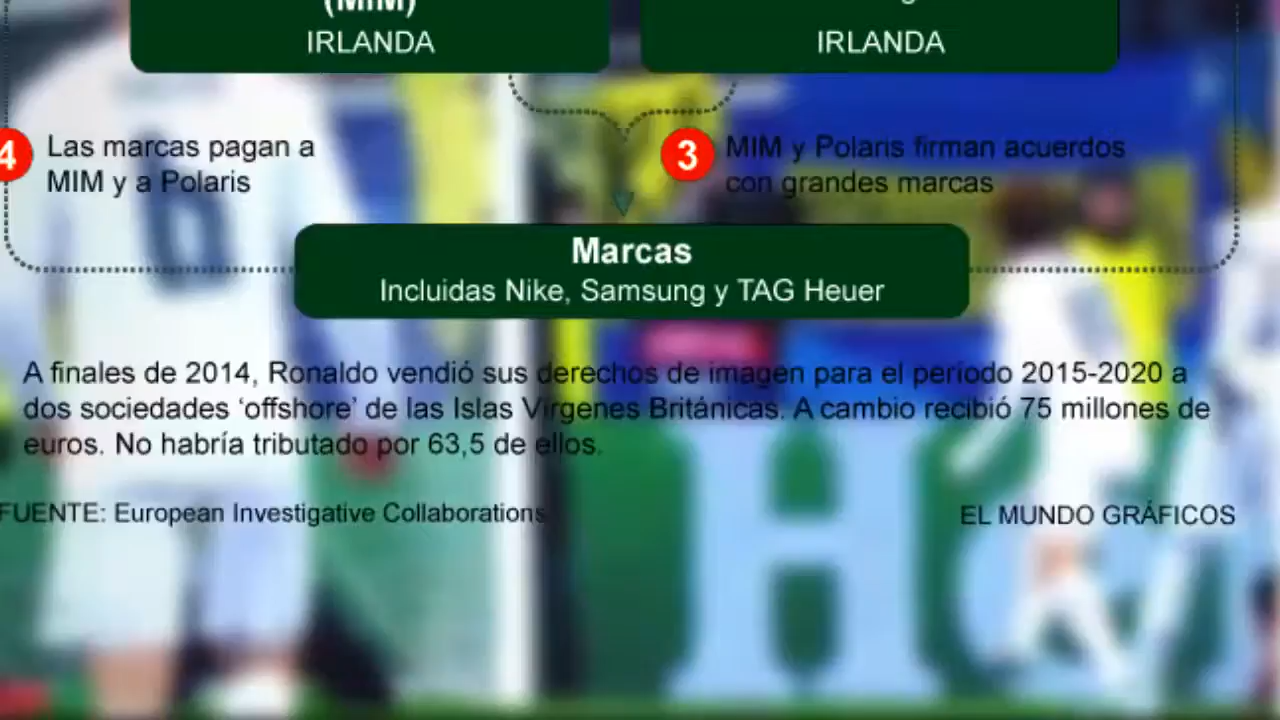 (MIM)
IRLANDA
IRLANDA
4
Las marcas pagan a
MIM y a Polaris
3
MIM y Polaris firman acuerdos
con grandes marcas
Marcas
Incluidas Nike, Samsung y TAG Heuer
A finales de 2014, Ronaldo vendió sus derechos de imagen para el periodo 2015-2020 a
dos sociedades ‘offshore’ de las Islas Vírgenes Británicas. A cambio recibió 75 millones de
euros. No habría tributado por 63,5 de ellos.
FUENTE: European Investigative Collaborations
EL MUNDO GRÁFICOS
6